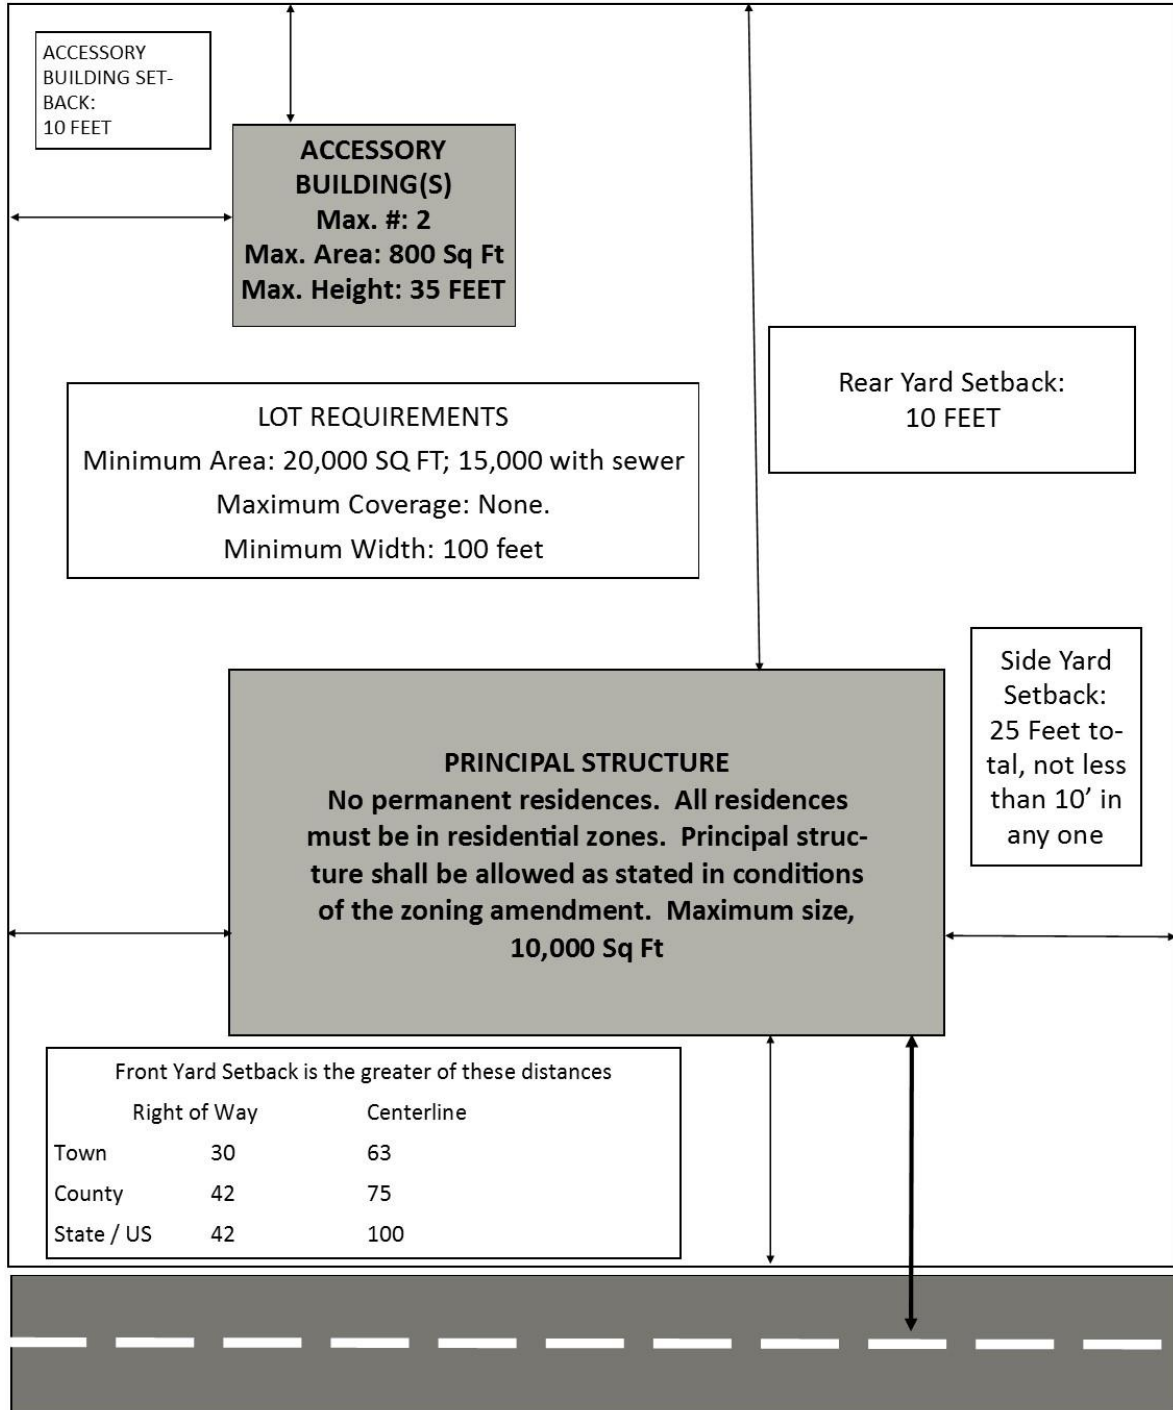 ACCESSORY
BUILDING SET-
BACK:
10 FEET
ACCESSORY
BUILDING(S)
Max. #: 2
Max. Area: 800 Sq Ft
Max. Height: 35 FEET
Rear Yard Setback:
10 FEET
LOT REQUIREMENTS
Minimum Area: 20,000 SQ FT; 15,000 with sewer
Maximum Coverage: None.
Minimum Width: 100 feet
Side Yard
Setback:
25 Feet to-
tal, not less
than 10’ in
any one
PRINCIPAL STRUCTURE
No permanent residences. All residences
must be in residential zones. Principal struc-
ture shall be allowed as stated in conditions
of the zoning amendment. Maximum size,
10,000 Sq Ft
Front Yard Setback is the greater of these distances
Right of Way Centerline
Town 30 63
County 42 75
State / US 42 100